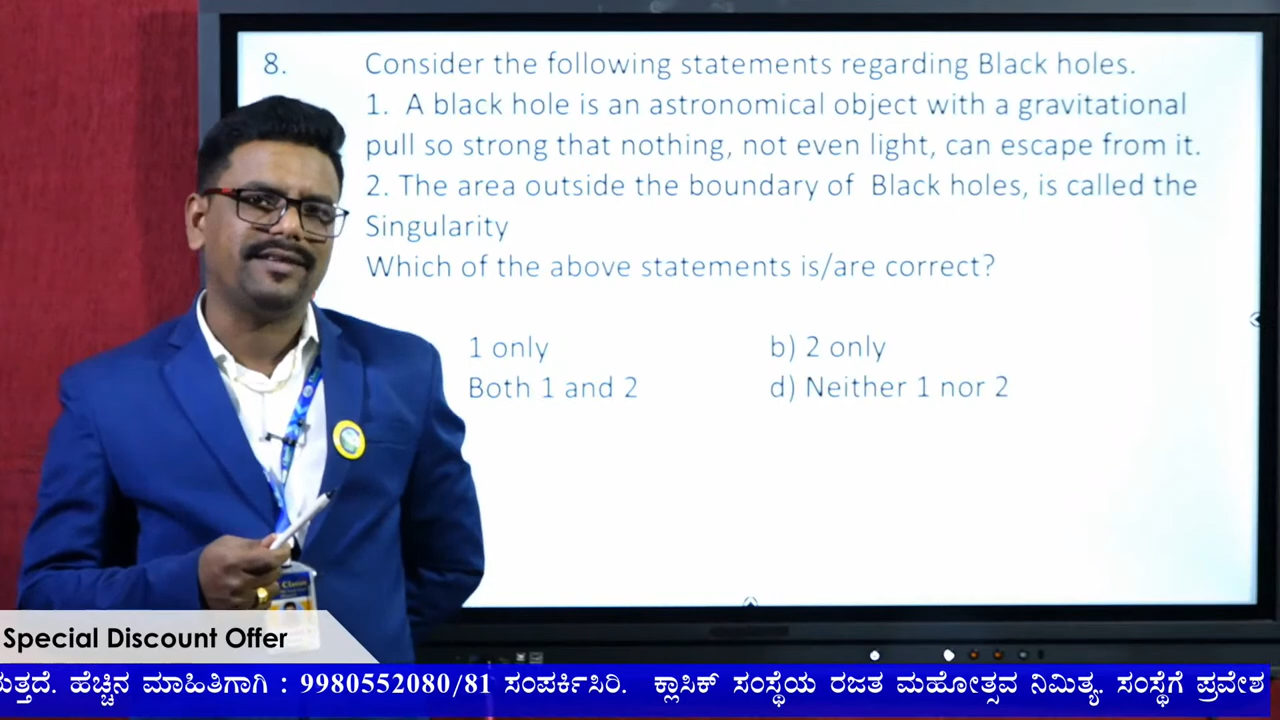 8. Consider the following statements regarding Black holes.
1. A black hole is an astronomical object with a gravitational
pull so strong that nothing, not even light, can escape from it.
2. The area outside the boundary of Black holes, is called the
Singularity
Which of the above statements is/are correct?
1 only b) 2 only
Both 1 and 2 d) Neither 1 nor 2
Special Discount Offer
ಹೆಚ್ಚಿನ ಮಾಹಿತಿಗಾಗಿ : 9980552080/81 ಸಂಪರ್ಕಿಸಿರಿ. ಕ್ಲಾಸಿಕ್ ಸಂಸ್ಥೆಯ ರಜತ ಮಹೋತ್ಸವ ನಿಮಿತ್ಯ. ಸಂಸ್ಥೆಗೆ ಪ್ರವೇಶ